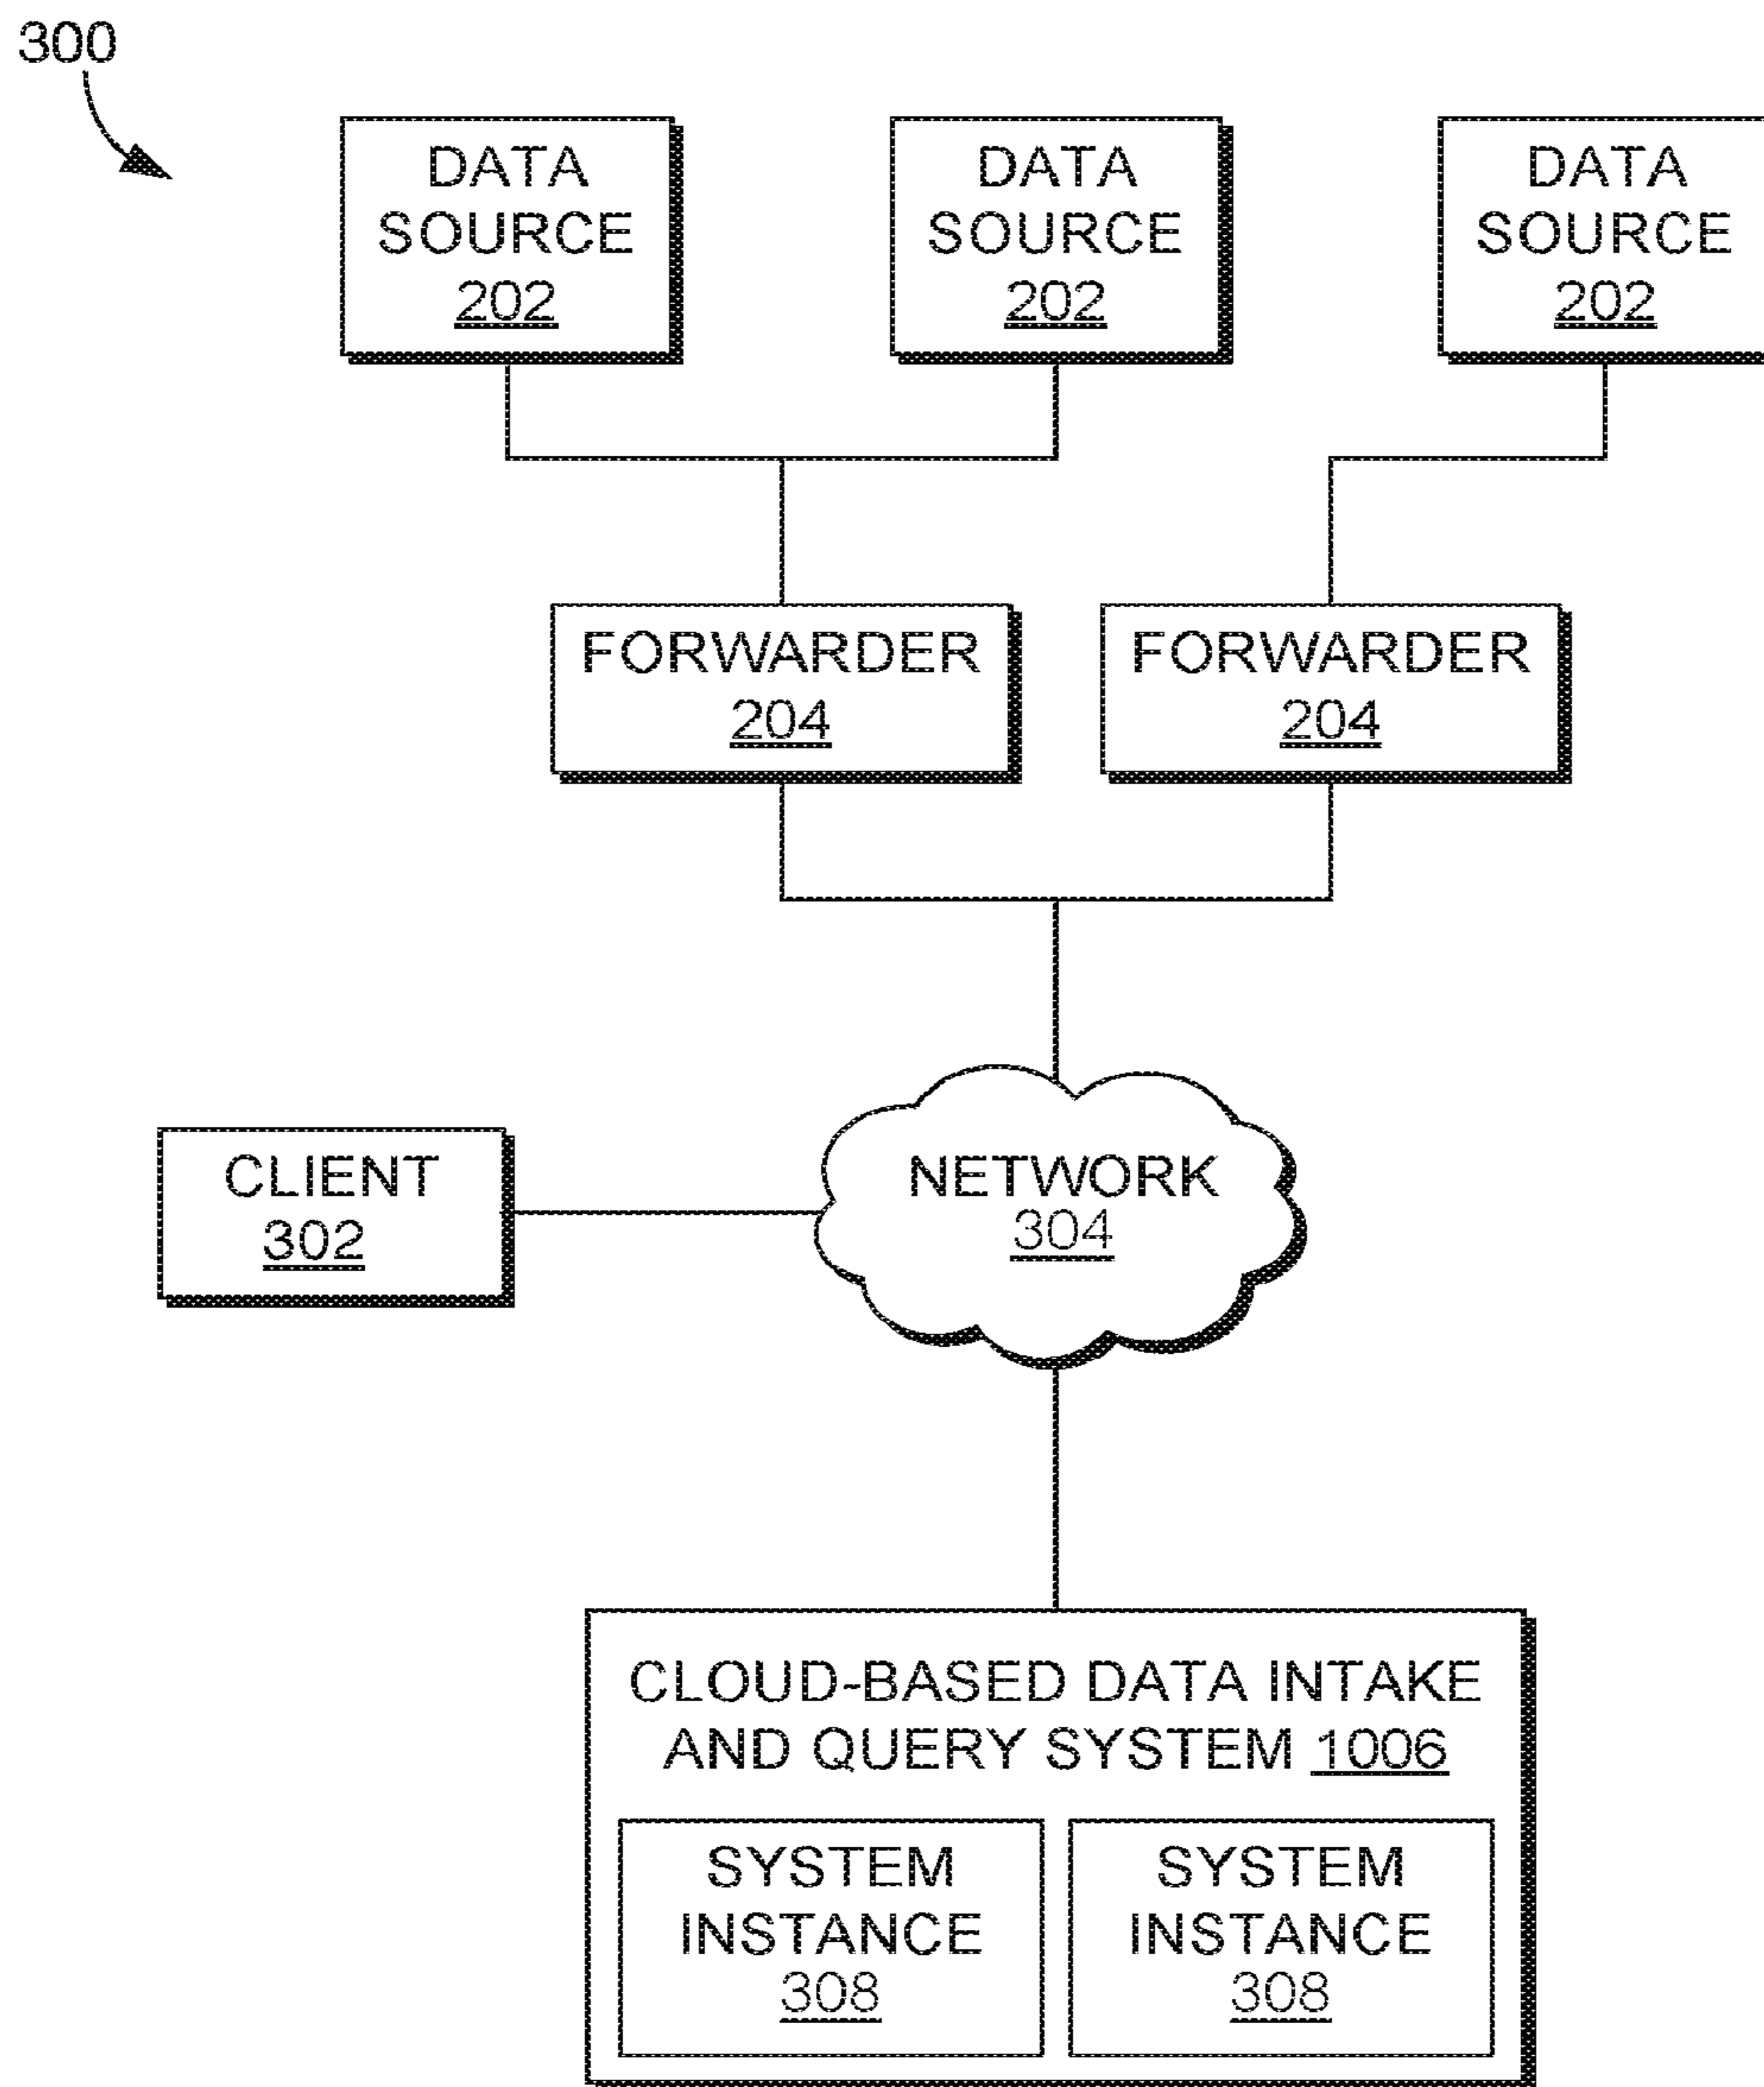 300
DATA
SOURCE
202
DATA
SOURCE
202
DATA
SOURCE
202
FORWARDER
204
FORWARDER
204
CLIENT
302
NETWORK
304
CLOUD-BASED DATA INTAKE
AND QUERY SYSTEM 1006
SYSTEM
INSTANCE
308
SYSTEM
INSTANCE
308